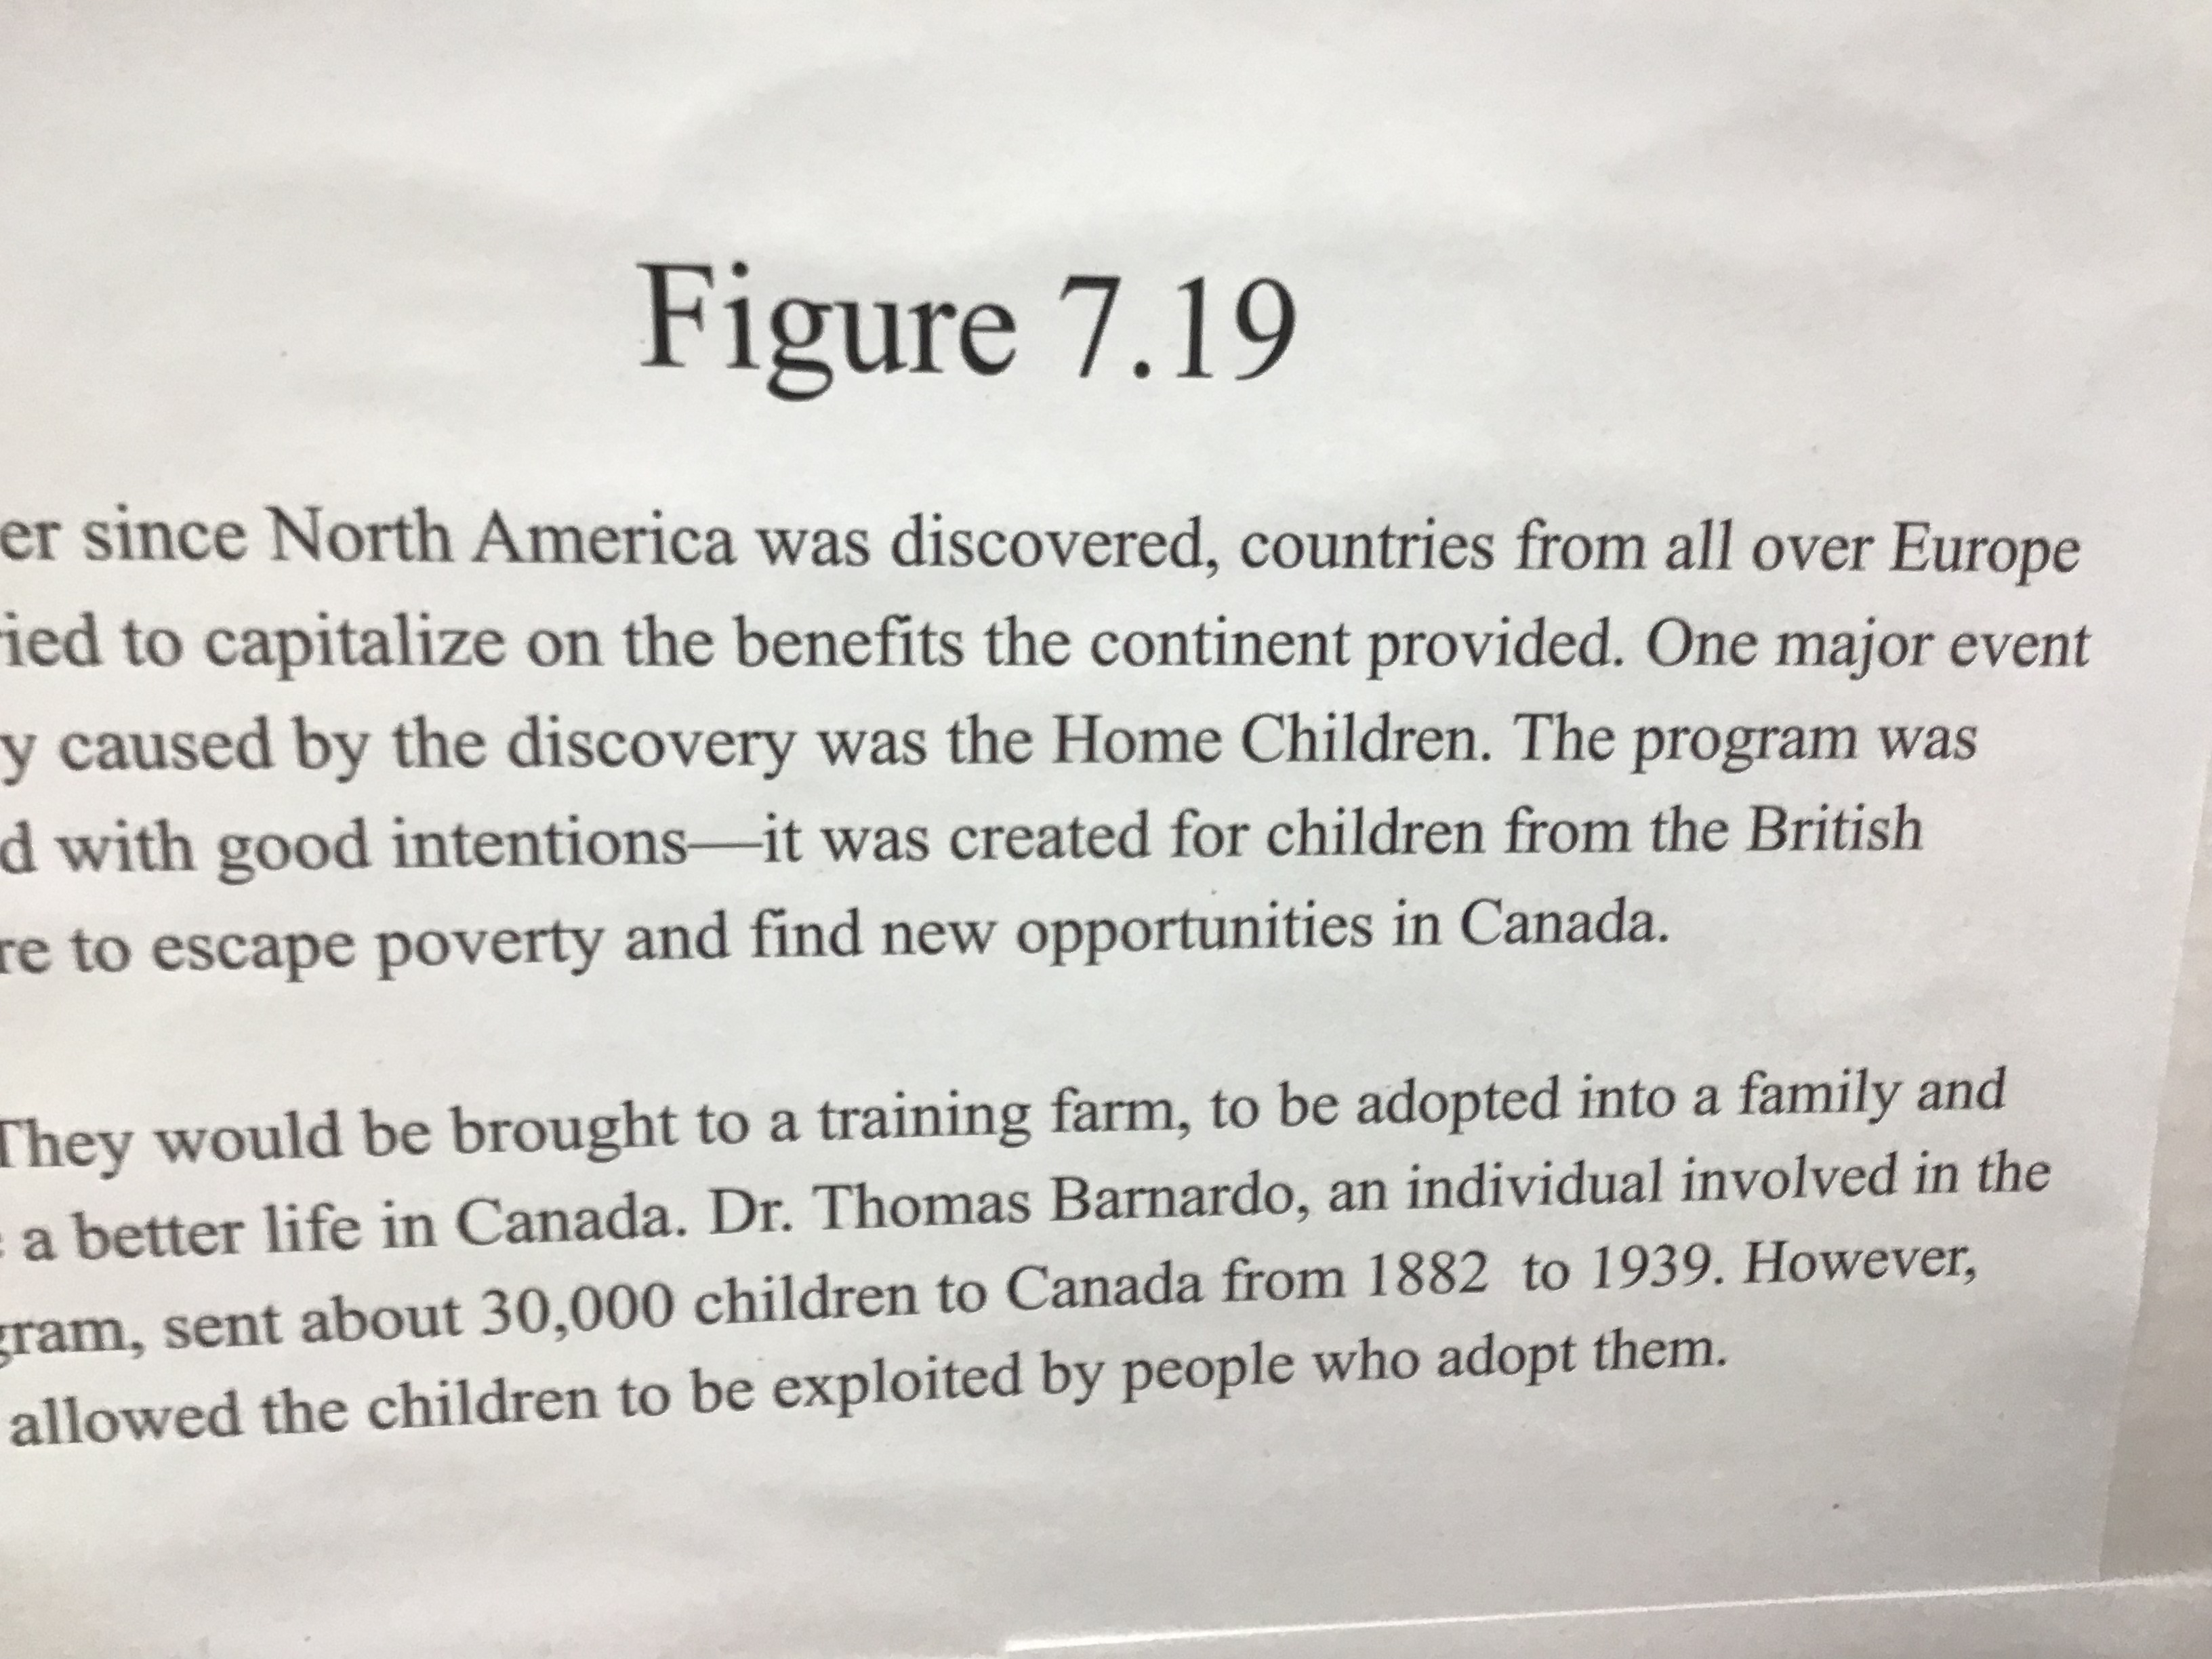 Figure 7.19
er since North America was discovered, countries from all over Europe
ied to capitalize on the benefits the continent provided. One major event
y caused by the discovery was the Home Children. The program was
d with good intentions—it was created for children from the British
re to escape poverty and find new opportunities in Canada.
They would be brought to a training farm, to be adopted into a family and
a better life in Canada. Dr. Thomas Barnardo, an individual involved in the
gram, sent about 30,000 children to Canada from 1882 to 1939. However,
allowed the children to be exploited by people who adopt them.